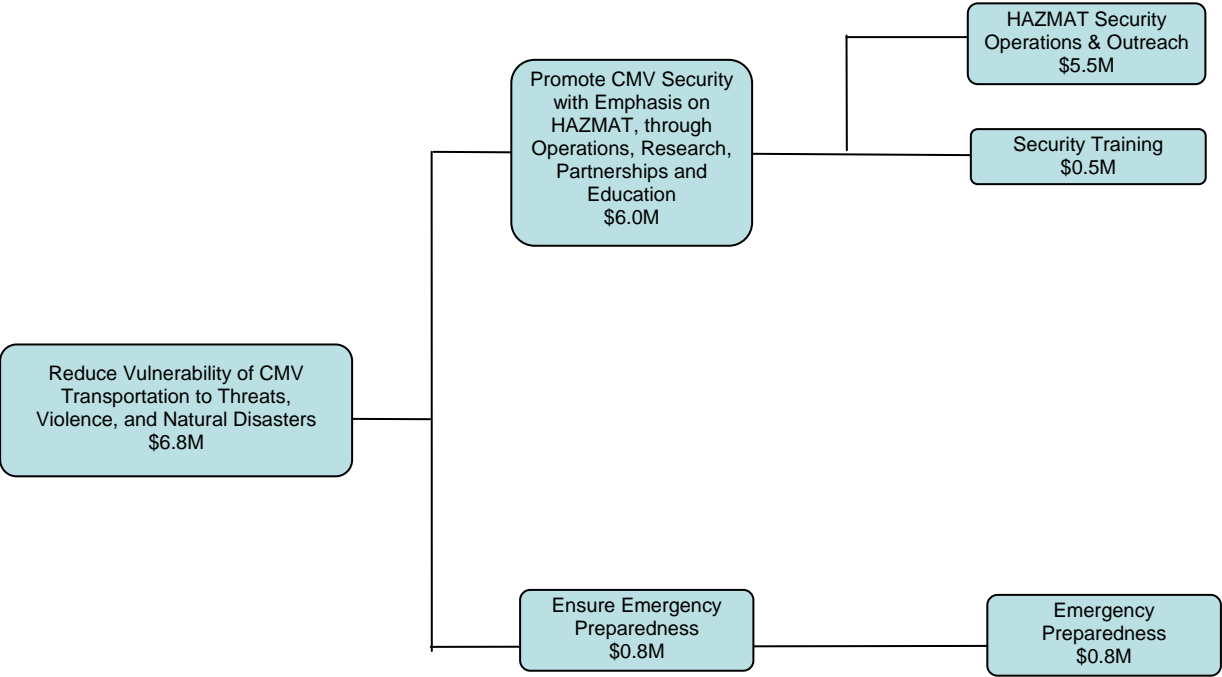 HAZMAT Security
Operations & Outreach
$5.5M
Promote CMV Security
with Emphasis on
HAZMAT, through
Operations, Research,
Partnerships and
Education
$6.0M
Security Training
$0.5M
Reduce Vulnerability of CMV
Transportation to Threats,
Violence, and Natural Disasters
$6.8M
Ensure Emergency
Preparedness
$0.8M
Emergency
Preparedness
$0.8M